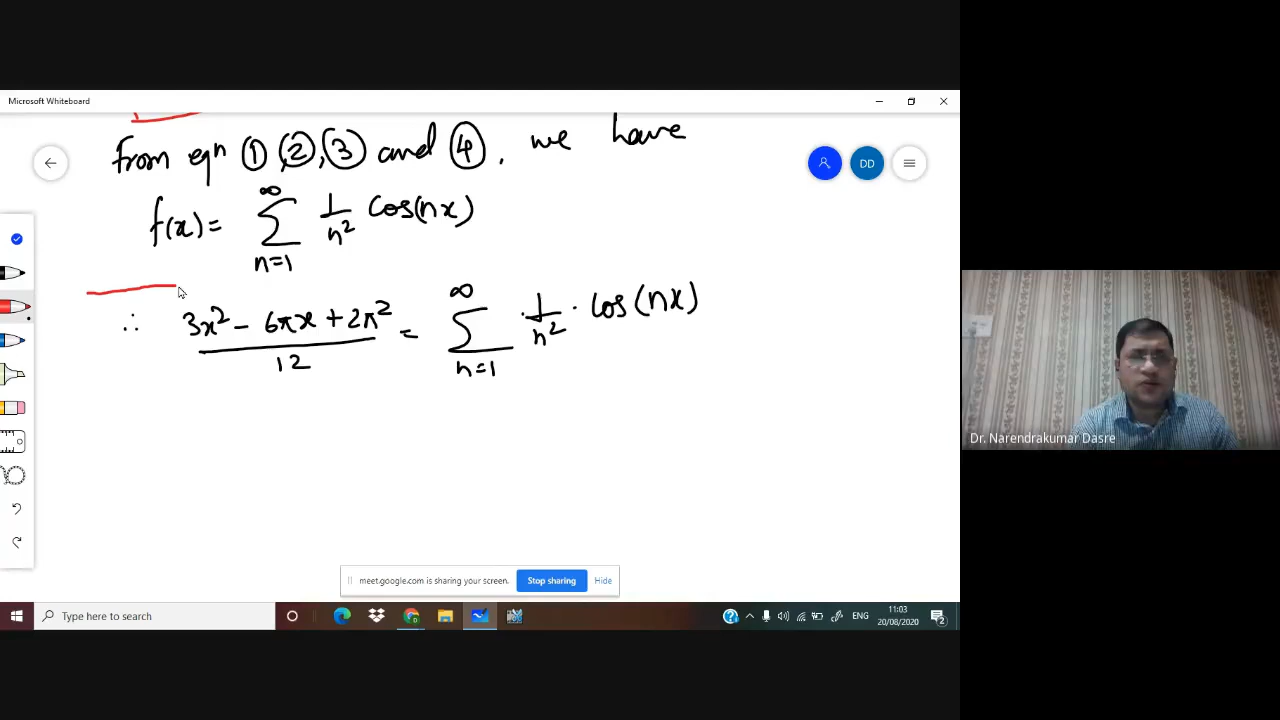 Microsoft Whiteboard
from eqⁿ ①,②,③ and ④, we have
DD
f(x)= ∞ Σ n=1 1/n² cos(nx)
∴ 3x² - 6πx + 2π² / 12 = ∞ Σ n=1 · 1/n² · cos(nx)
Dr. Narendrakumar Dasre
meet.google.com is sharing your screen. Stop sharing Hide
Type here to search
ENG
11:03
20/08/2020
2